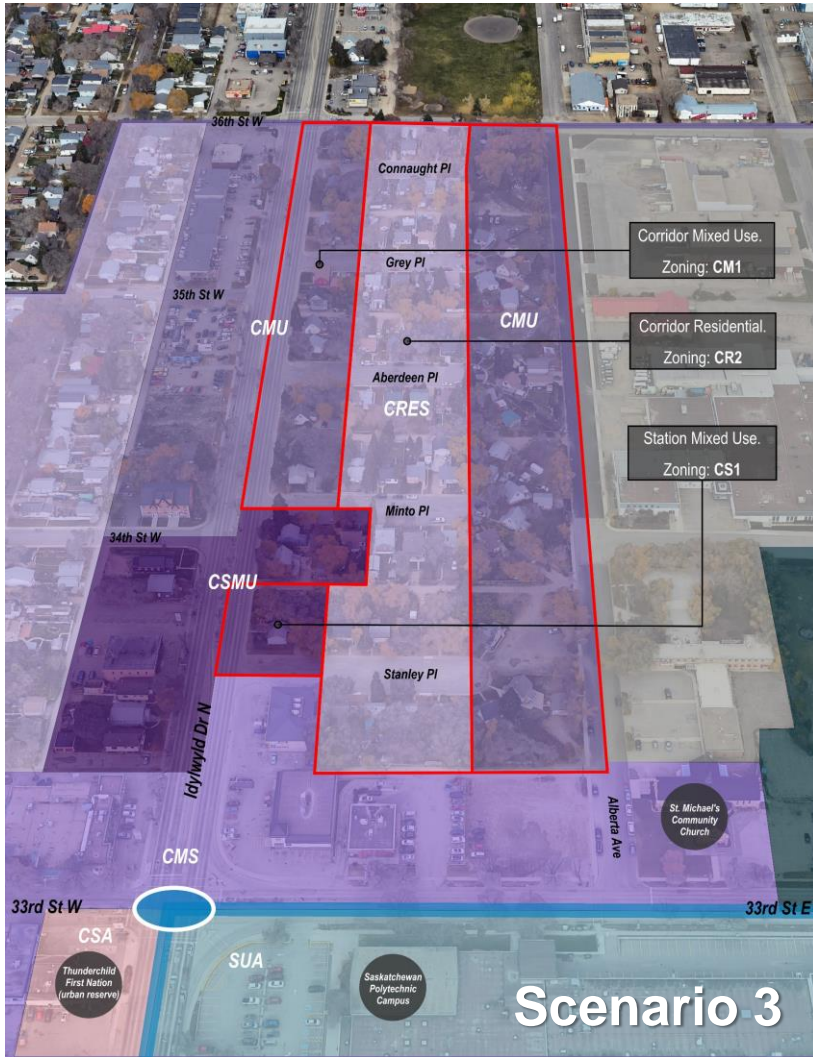 36th St W
Connaught Pl
Corridor Mixed Use.
Zoning: CM1
Grey Pl
35th St W
CMU
CMU
Corridor Residential.
Zoning: CR2
Aberdeen Pl
CRES
Station Mixed Use.
Zoning: CS1
Minto Pl
34th St W
CSMU
Stanley Pl
Idylwyld Dr N
Alberta Ave
St. Michael's
Community
Church
CMS
33rd St W
33rd St E
CSA
SUA
Thunderchild
First Nation
(urban reserve)
Saskatchewan
Polytechnic
Campus
Scenario 3